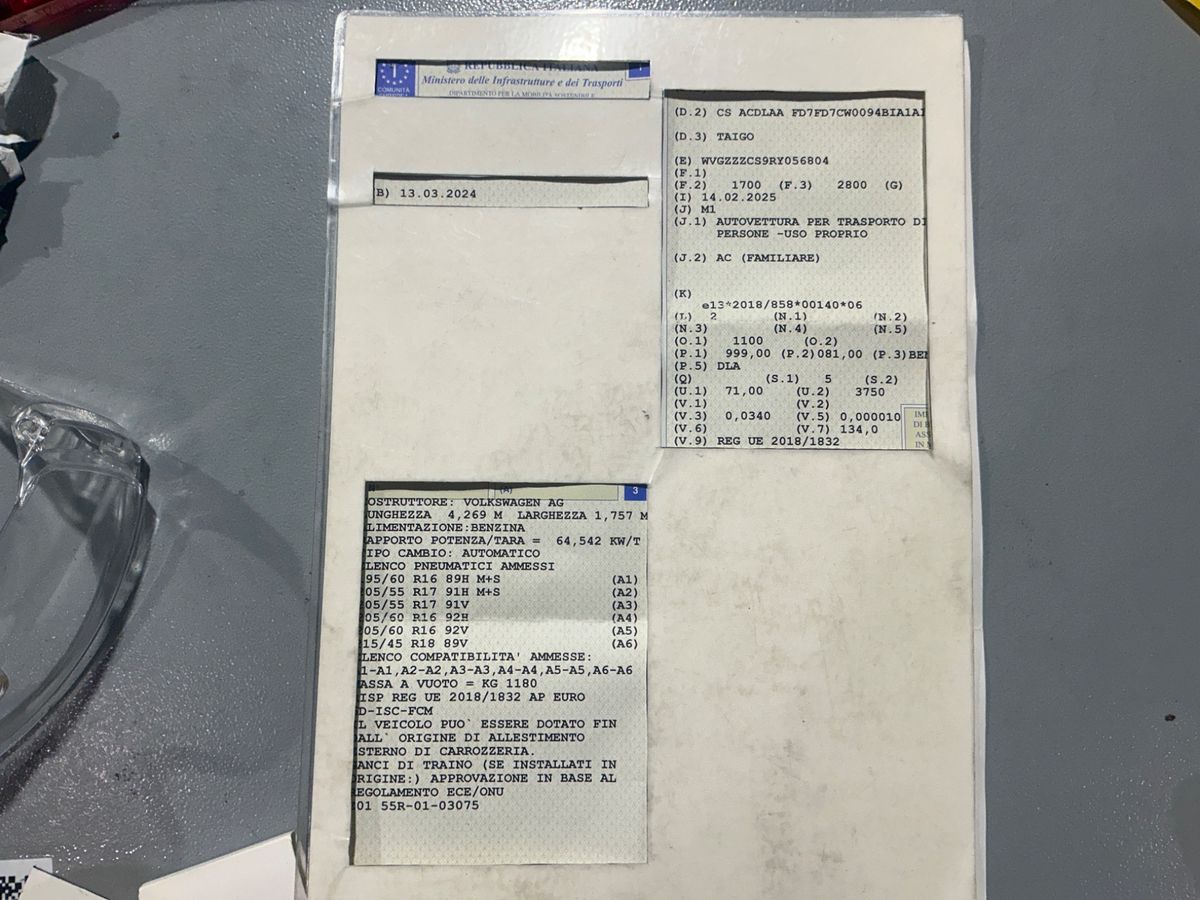 REPUBBLICA ITALIANA
1
COMUNITÀ
Ministero delle Infrastrutture e dei Trasporti
DIPARTIMENTO PER LA MOBILITÀ SOSTENIBILE
B) 13.03.2024
(D.2) CS ACDLAA FD7FD7CW0094BIA1A
(D.3) TAIGO
(E) WVGZZZCS9RY056804
(F.1)
(F.2) 1700 (F.3) 2800 (G)
(I) 14.02.2025
(J) M1
(J.1) AUTOVETTURA PER TRASPORTO DI
PERSONE -USO PROPRIO
(J.2) AC (FAMILIARE)
(K)
e13*2018/858*00140*06
(L) 2 (N.1) (N.2)
(N.3) (N.4) (N.5)
(O.1) 1100 (O.2)
(P.1) 999,00 (P.2)081,00 (P.3)BEN
(P.5) DLA
(Q) (S.1) 5 (S.2)
(U.1) 71,00 (U.2) 3750
(V.1) (V.2)
(V.3) 0,0340 (V.5) 0,000010
(V.6) (V.7) 134,0
(V.9) REG UE 2018/1832
(A) 3
OSTRUTTORE: VOLKSWAGEN AG
UNGHEZZA 4,269 M LARGHEZZA 1,757 M
LIMENTAZIONE:BENZINA
APPORTO POTENZA/TARA = 64,542 KW/T
IPO CAMBIO: AUTOMATICO
LENCO PNEUMATICI AMMESSI
95/60 R16 89H M+S (A1)
05/55 R17 91H M+S (A2)
05/55 R17 91V (A3)
05/60 R16 92H (A4)
05/60 R16 92V (A5)
15/45 R18 89V (A6)
LENCO COMPATIBILITA' AMMESSE:
1-A1,A2-A2,A3-A3,A4-A4,A5-A5,A6-A6
ASSA A VUOTO = KG 1180
ISP REG UE 2018/1832 AP EURO
D-ISC-FCM
L VEICOLO PUO` ESSERE DOTATO FIN
ALL` ORIGINE DI ALLESTIMENTO
STERNO DI CARROZZERIA.
ANCI DI TRAINO (SE INSTALLATI IN
RIGINE:) APPROVAZIONE IN BASE AL
EGOLAMENTO ECE/ONU
01 55R-01-03075